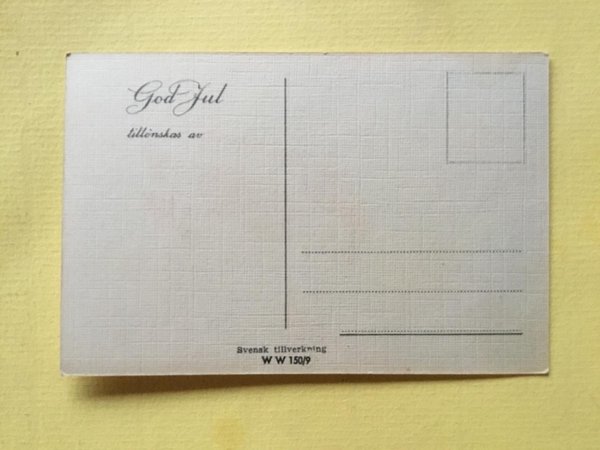 God Jul
tillönskas av
Svensk tillverkning
W W 150/9